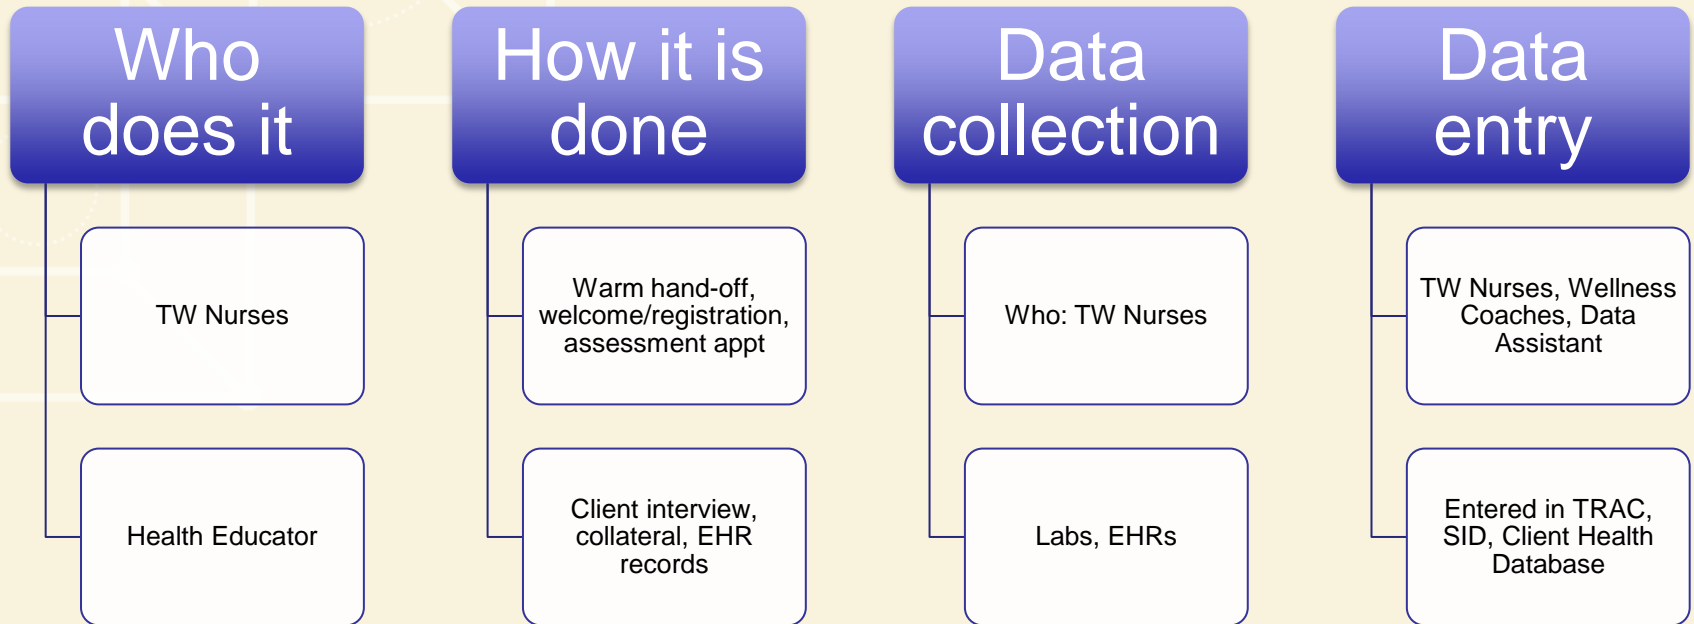 Who
does it
TW Nurses
Health Educator
How it is
done
Warm hand-off,
welcome/registration,
assessment appt
Client interview,
collateral, EHR
records
Data
collection
Who: TW Nurses
Labs, EHRs
Data
entry
TW Nurses, Wellness
Coaches, Data
Assistant
Entered in TRAC,
SID, Client Health
Database